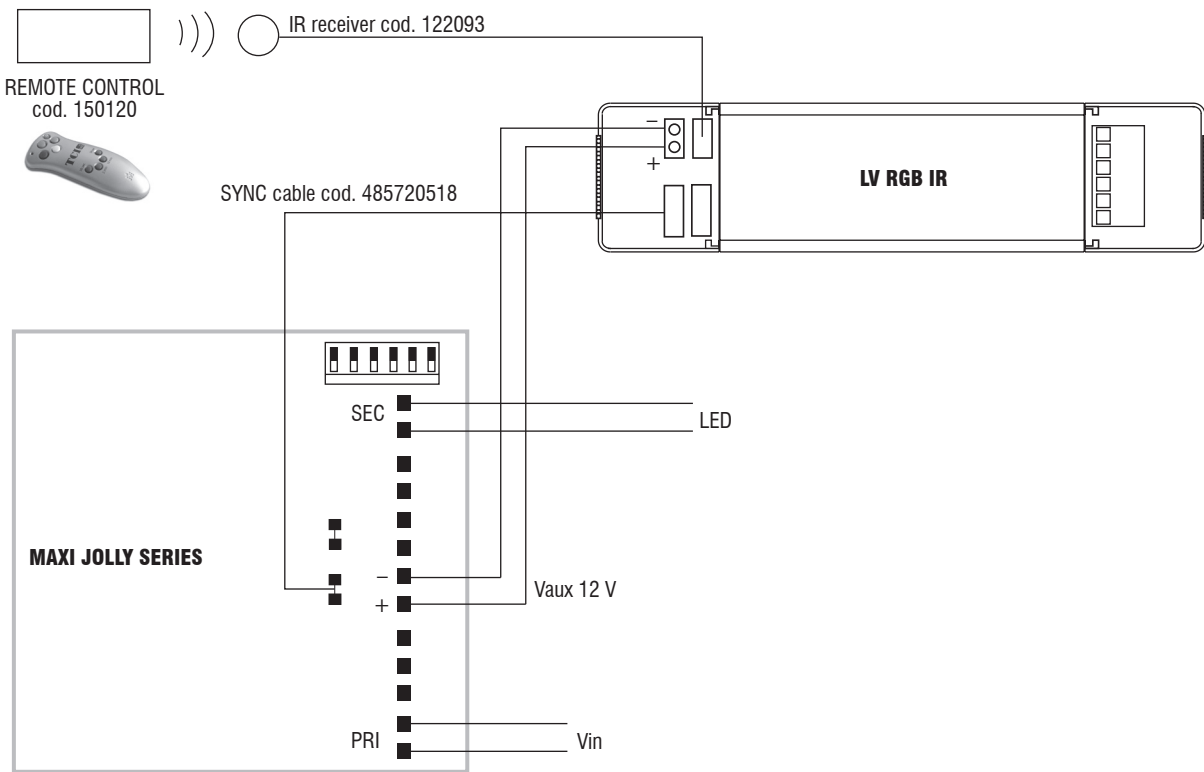 IR receiver cod. 122093
REMOTE CONTROL
cod. 150120
TCI
−
+
LV RGB IR
SYNC cable cod. 485720518
SEC
LED
MAXI JOLLY SERIES
−
+
Vaux 12 V
PRI
Vin